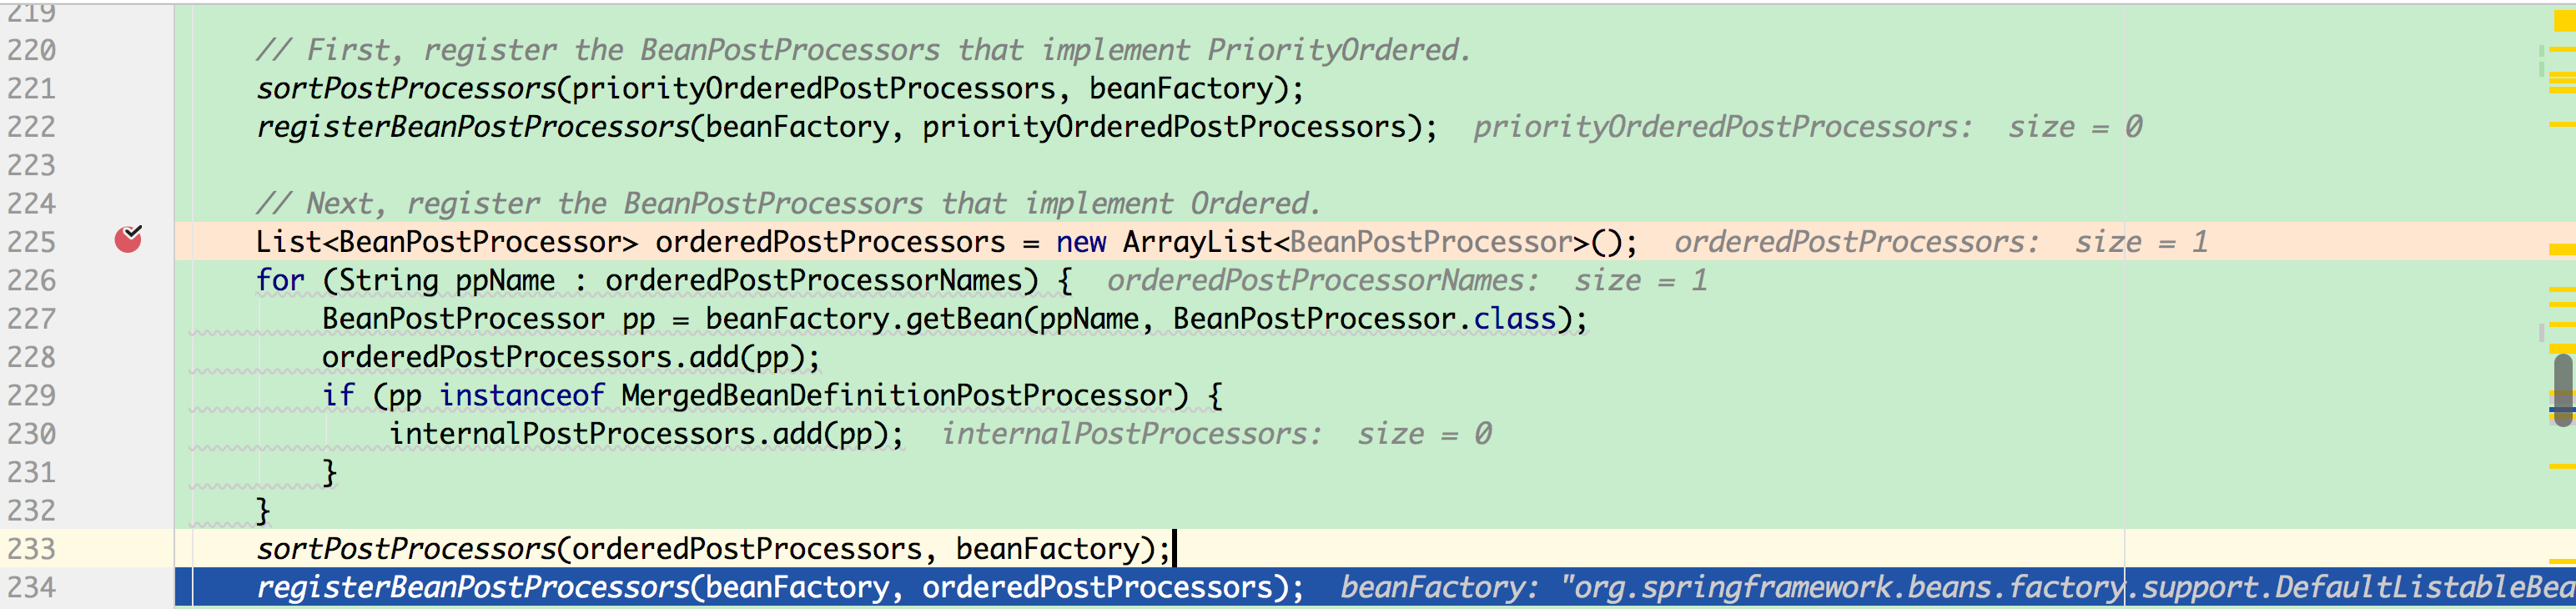 219
220 // First, register the BeanPostProcessors that implement PriorityOrdered.
221 sortPostProcessors(priorityOrderedPostProcessors, beanFactory);
222 registerBeanPostProcessors(beanFactory, priorityOrderedPostProcessors); priorityOrderedPostProcessors: size = 0
223
224 // Next, register the BeanPostProcessors that implement Ordered.
225 List<BeanPostProcessor> orderedPostProcessors = new ArrayList<BeanPostProcessor>(); orderedPostProcessors: size = 1
226 for (String ppName : orderedPostProcessorNames) { orderedPostProcessorNames: size = 1
227 BeanPostProcessor pp = beanFactory.getBean(ppName, BeanPostProcessor.class);
228 orderedPostProcessors.add(pp);
229 if (pp instanceof MergedBeanDefinitionPostProcessor) {
230 internalPostProcessors.add(pp); internalPostProcessors: size = 0
231 }
232 }
233 sortPostProcessors(orderedPostProcessors, beanFactory);
234 registerBeanPostProcessors(beanFactory, orderedPostProcessors); beanFactory: "org.springframework.beans.factory.support.DefaultListableBea